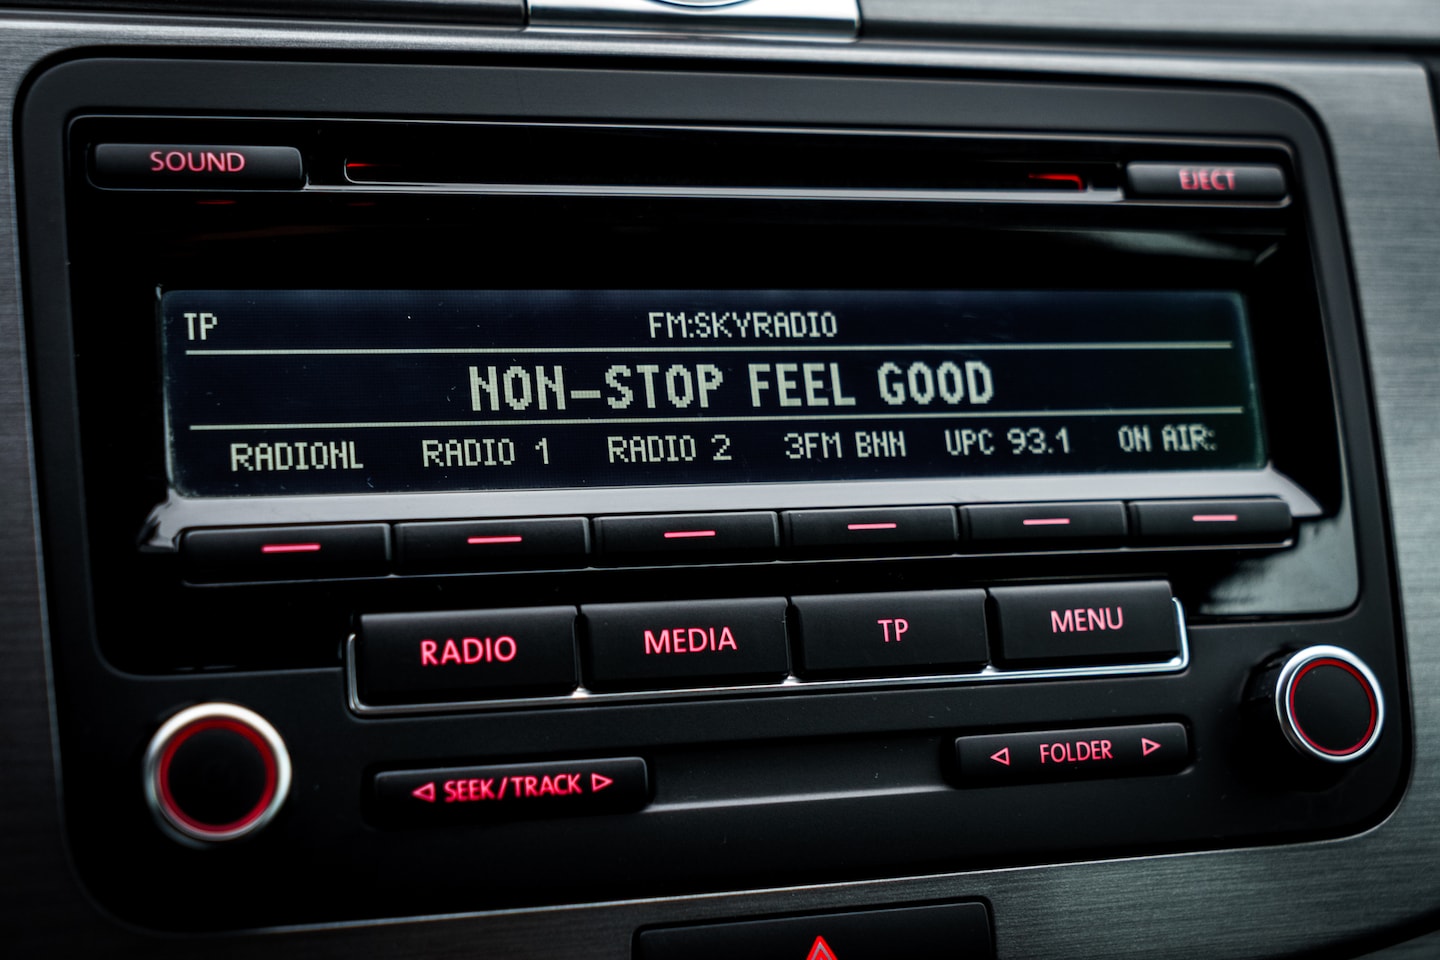 SOUND
EJECT
TP FM:SKYRADIO
NON-STOP FEEL GOOD
RADIONL RADIO 1 RADIO 2 3FM BNN UPC 93.1 ON AIR:
RADIO MEDIA TP MENU
SEEK/TRACK
FOLDER